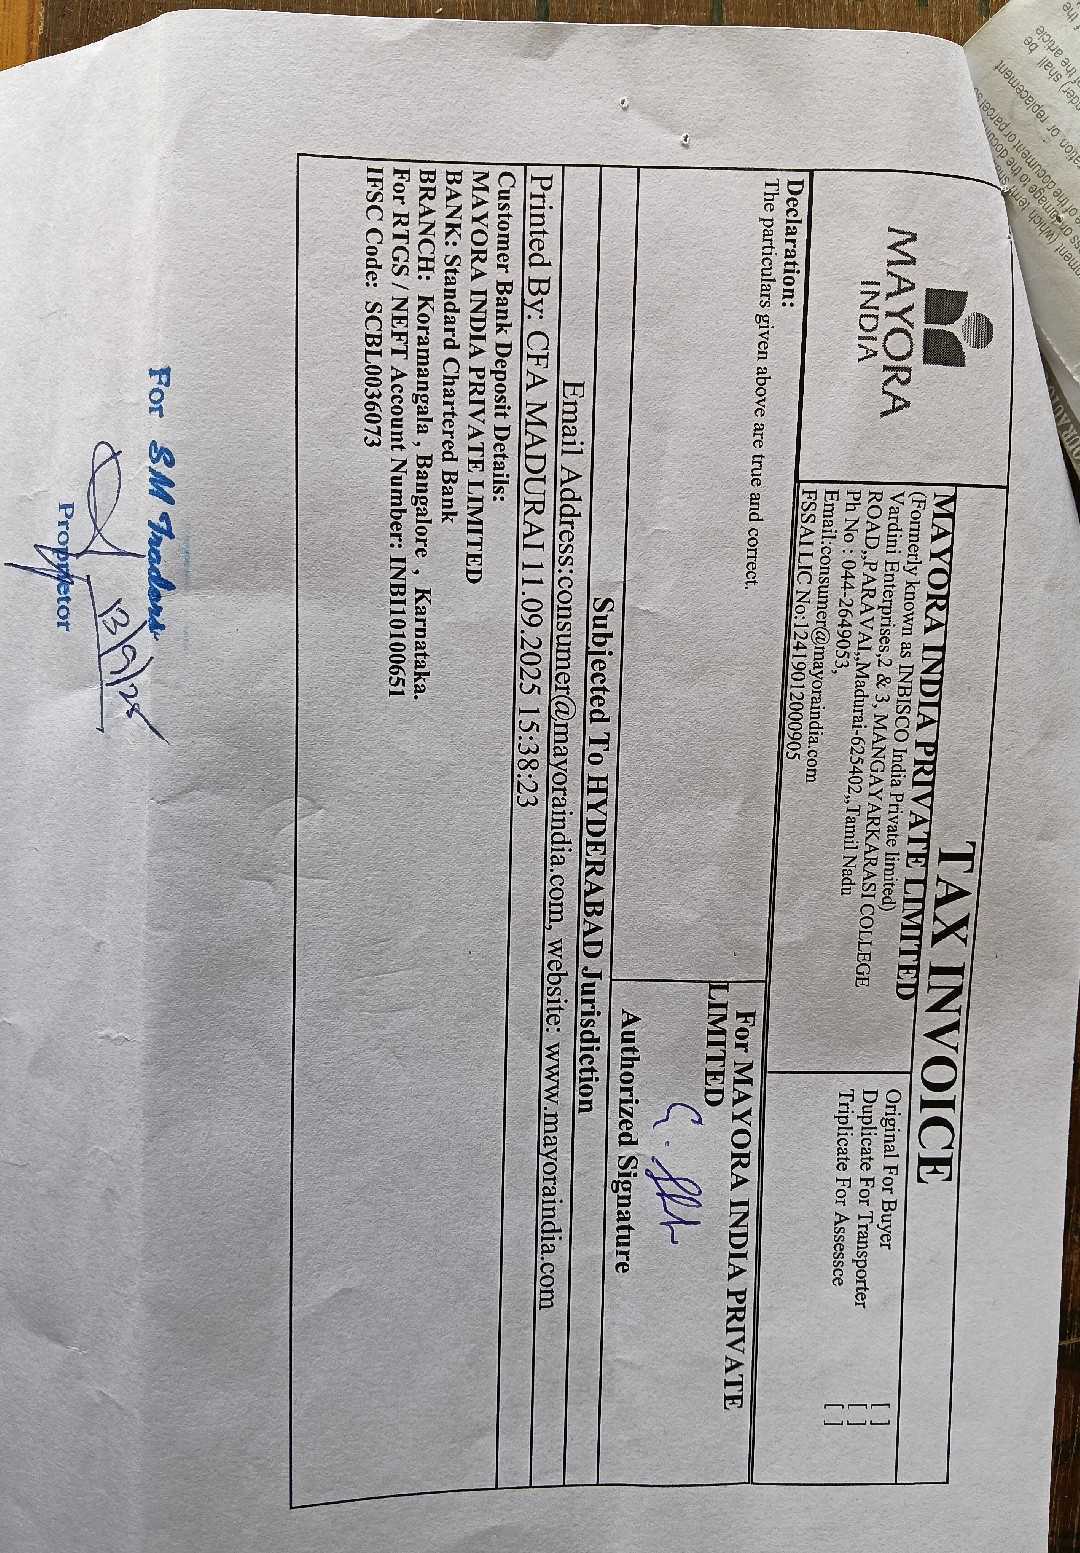 TAX INVOICE
MAYORA
INDIA
MAYORA INDIA PRIVATE LIMITED
(Formerly known as INBISCO India Private limited)
Vardini Enterprises,2 & 3, MANGAYARKARASI COLLEGE
ROAD,,PARAVAI,,Madurai-625402,,Tamil Nadu
Ph No : 044-2649053,
Email:consumer@mayoraindia.com
FSSAI LIC No:12419012000905
Original For Buyer [ ]
Duplicate For Transporter [ ]
Triplicate For Assessce [ ]
Declaration:
The particulars given above are true and correct.
For MAYORA INDIA PRIVATE
LIMITED
Authorized Signature
Subjected To HYDERABAD Jurisdiction
Email Address:consumer@mayoraindia.com, website: www.mayoraindia.com
Printed By: CFA MADURAI 11.09.2025 15:38:23
Customer Bank Deposit Details:
MAYORA INDIA PRIVATE LIMITED
BANK: Standard Chartered Bank
BRANCH: Koramangala , Bangalore , Karnataka.
For RTGS / NEFT Account Number: INBI10100651
IFSC Code: SCBL0036073
For SM Traders
13/9/25
Proprietor